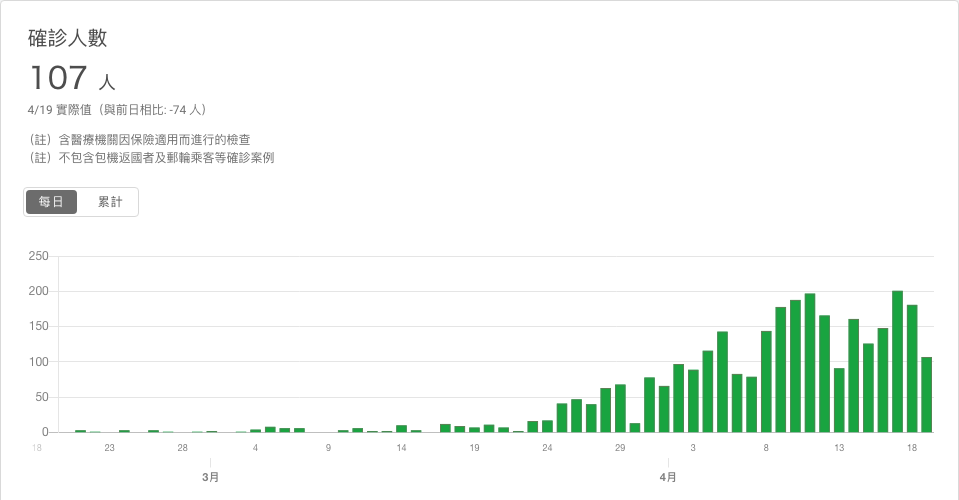 確診人數
107 人
4/19 實際值（與前日相比: -74 人）
（註）含醫療機關因保險適用而進行的檢查
（註）不包含包機返國者及郵輪乘客等確診案例
每日 累計
250
200
150
100
50
0
18 23 28 4 9 14 19 24 29 3 8 13 18
3月 4月